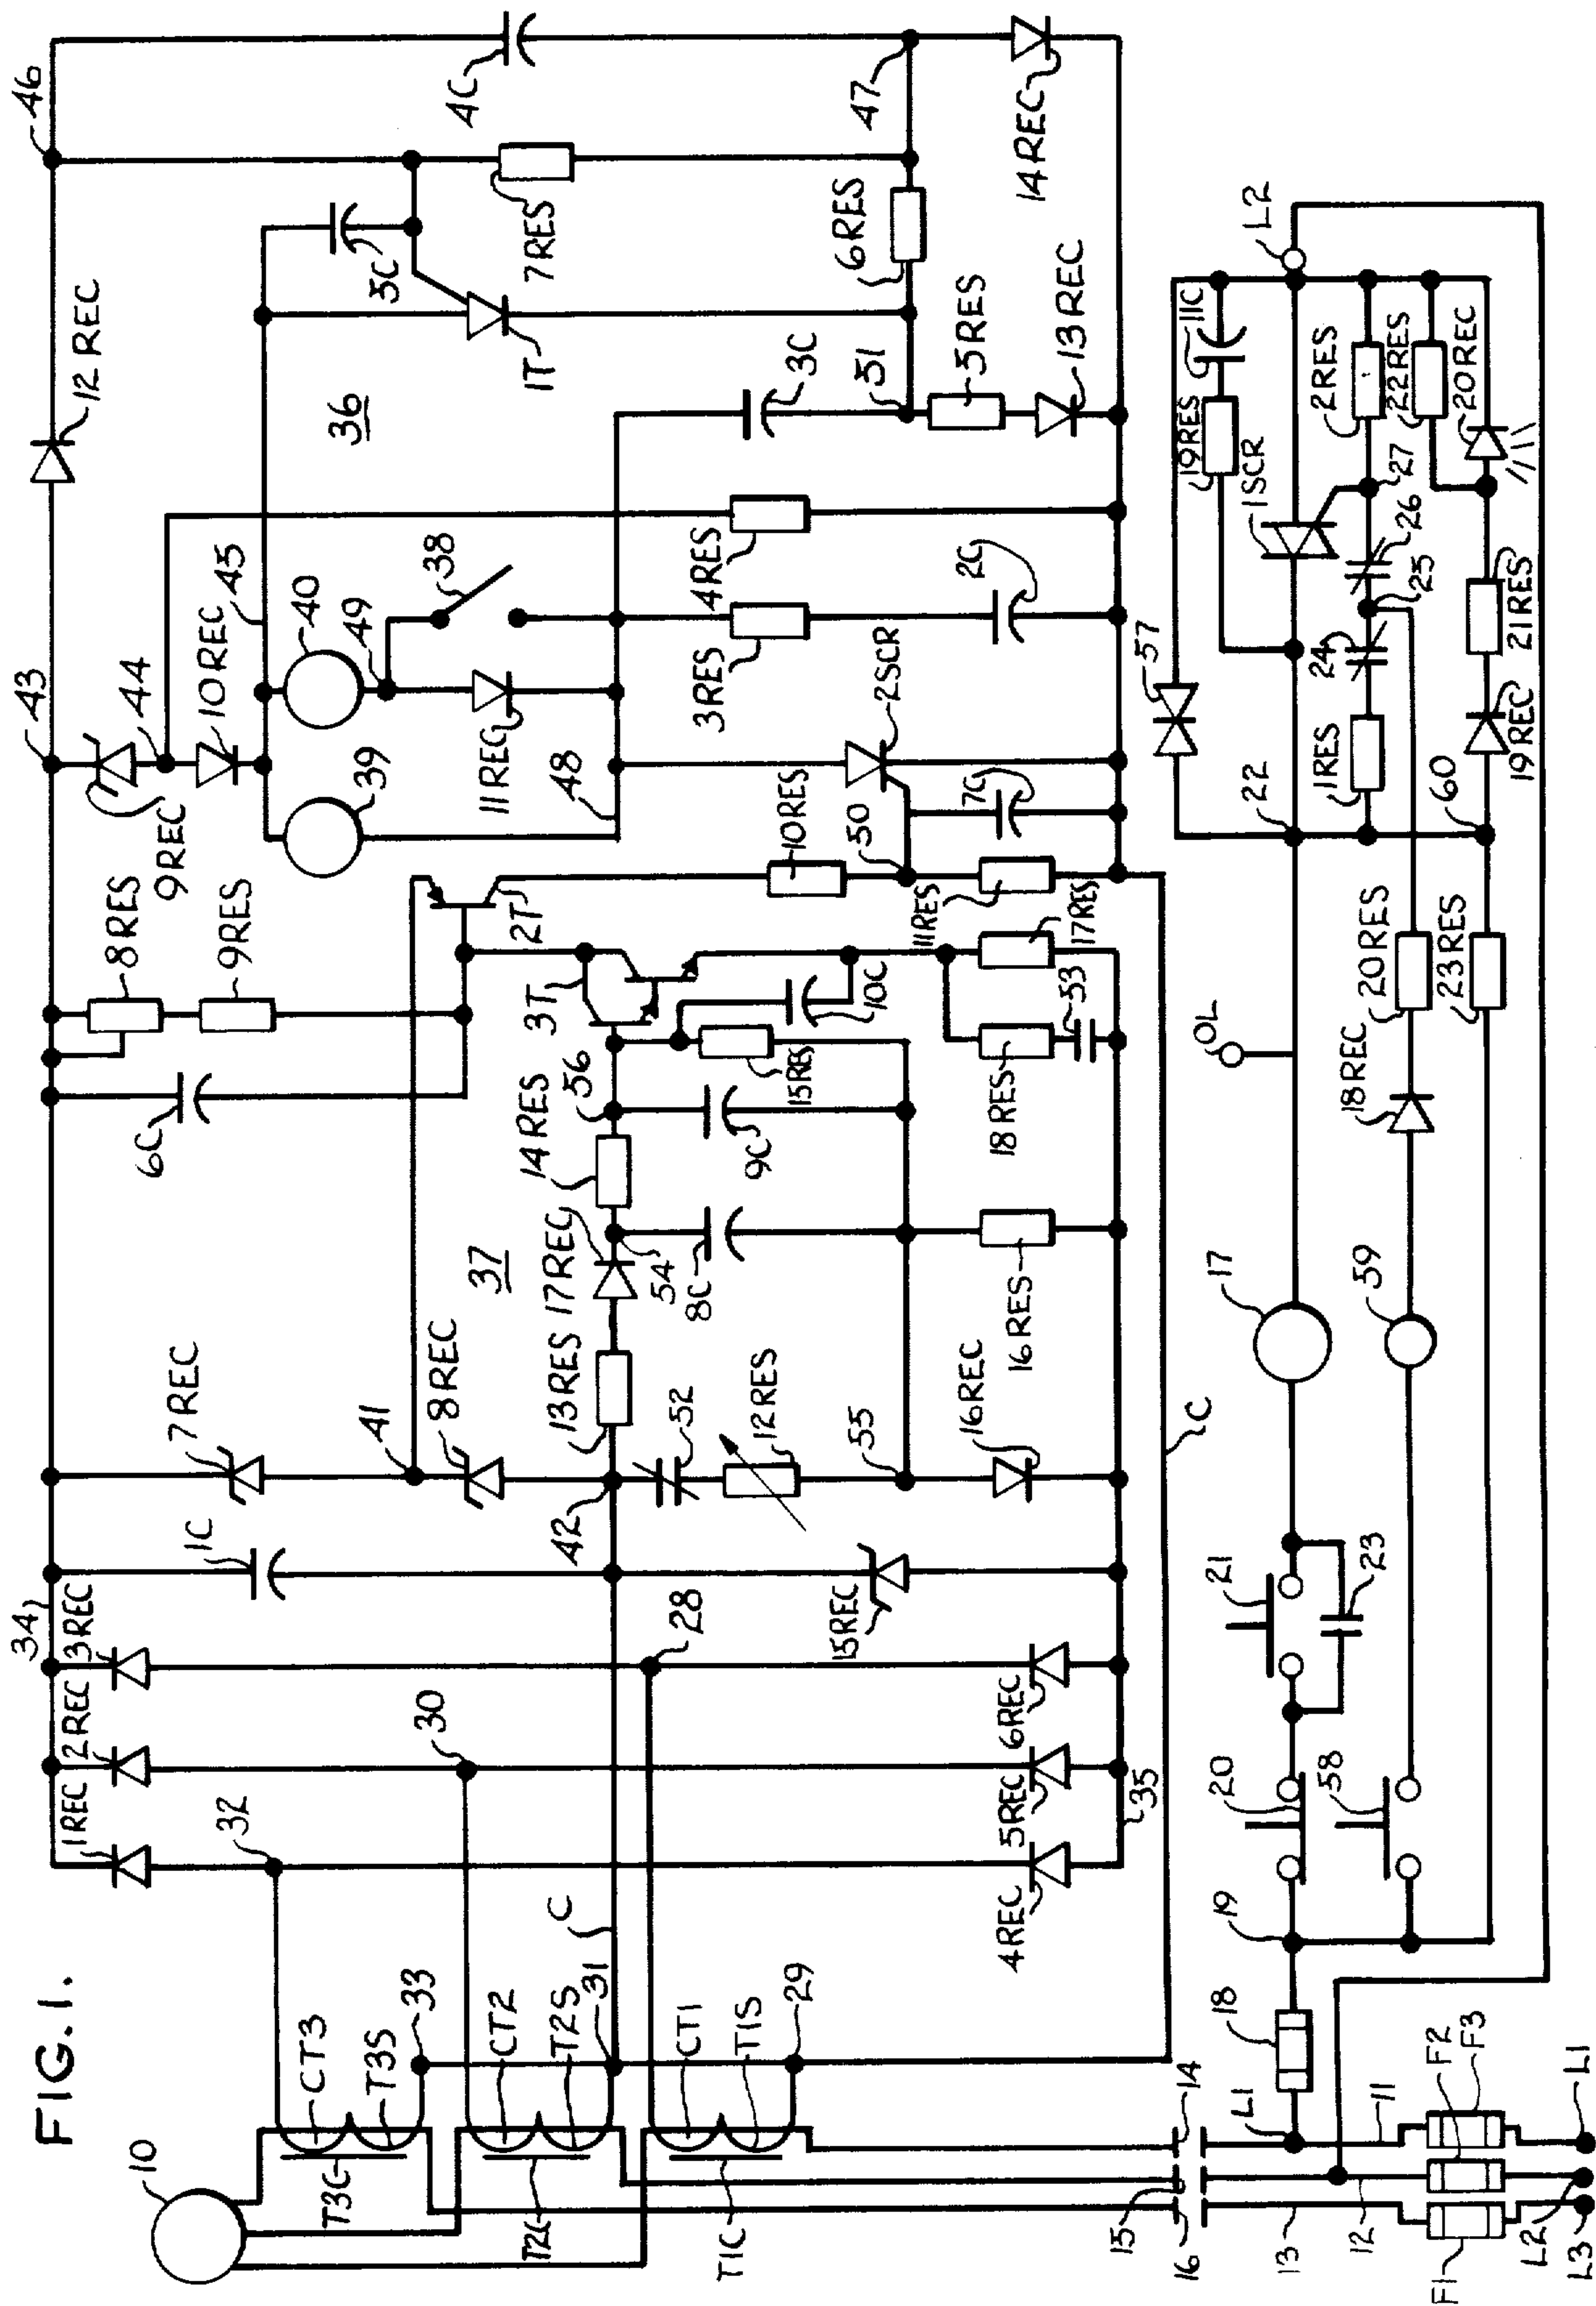 FIG. 1.
10
CT3
T3S
T3C
33
CT2
T2S
T2C
31
CT1
T1S
T1C
29
C
34
1REC
2REC
3REC
32
30
28
4REC
5REC
6REC
35
1C
15REC
7REC
41
8REC
42
52
12RES
55
16REC
C
37
13RES
17REC
54
8C
14RES
56
9C
15RES
16RES
18RES
53
17RES
10C
3T
2T
6C
8RES
9RES
10RES
50
11RES
7C
2SCR
43
9REC
44
10REC
45
39
40
49
11REC
48
38
3RES
4RES
2C
36
12REC
46
5C
1T
7RES
3C
51
5RES
13REC
6RES
4C
47
14REC
14
15
16
L1
18
11
12
13
F1
F2
F3
L1
L2
L3
19
20
58
21
23
17
59
OL
18REC
20RES
23RES
22
57
60
1RES
24
25
26
27
1SCR
19RES
11C
2RES
22RES
20REC
21RES
19REC
L2